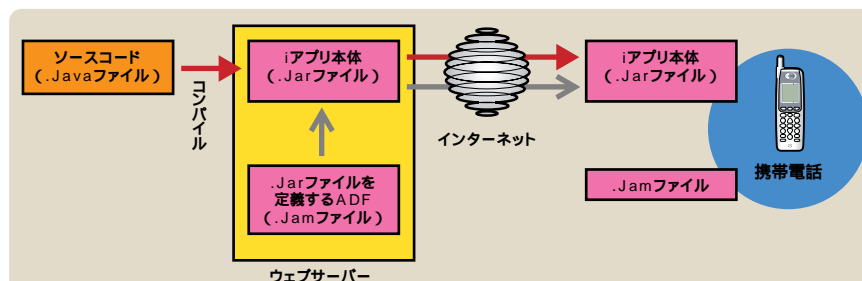 ソースコード
（.Javaファイル）
コンパイル
iアプリ本体
（.Jarファイル）
.Jarファイルを
定義するADF
（.Jamファイル）
ウェブサーバー
インターネット
iアプリ本体
（.Jarファイル）
.Jamファイル
携帯電話